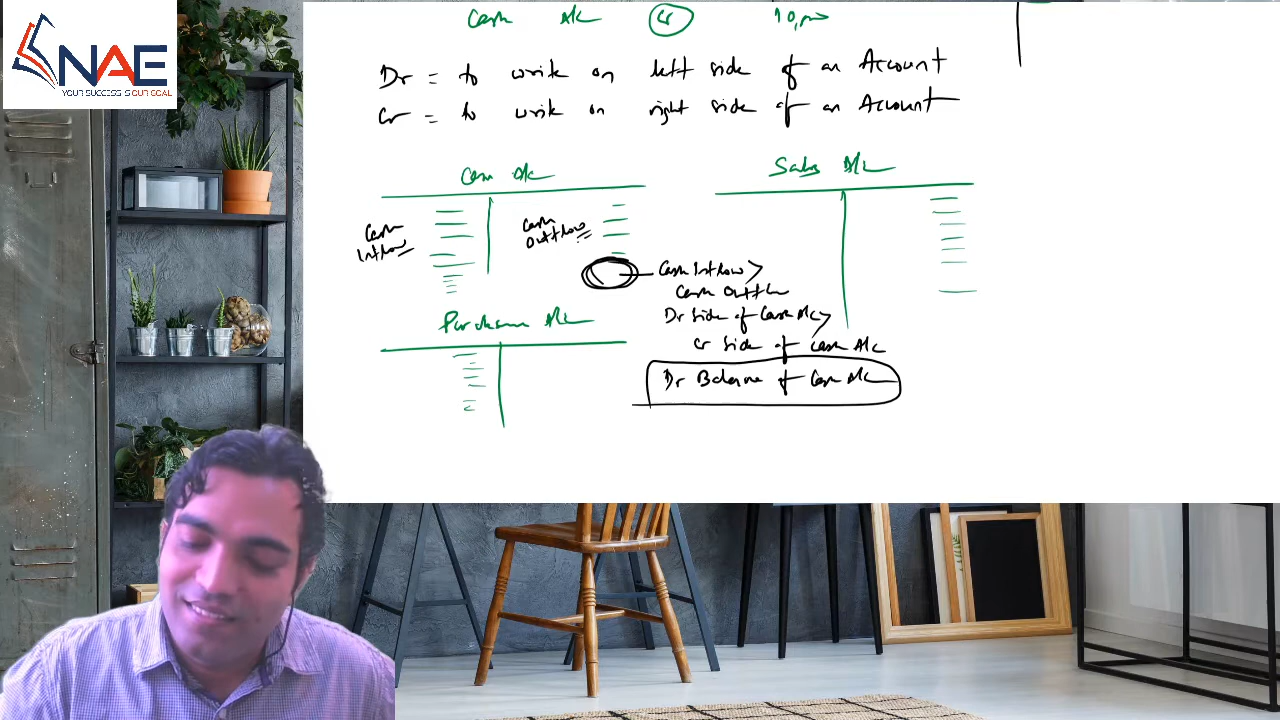 NAE
YOUR SUCCESS IS OUR GOAL
Cash A/c Cr 10,000
Dr = to write on left side of an Account
Cr = to write on right side of an Account
Cash A/c
Sales A/c
Cash Inflow
Cash Outflow
Cash Inflow >
Cash Outflow
Dr Side of Cash A/c >
Cr Side of Cash A/c
Purchase A/c
Dr Balance of Cash A/c